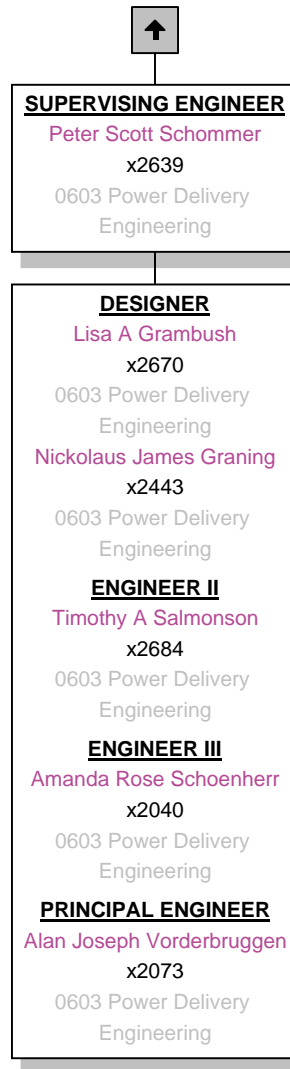 SUPERVISING ENGINEER
Peter Scott Schommer
x2639
0603 Power Delivery
Engineering
DESIGNER
Lisa A Grambush
x2670
0603 Power Delivery
Engineering
Nickolaus James Graning
x2443
0603 Power Delivery
Engineering
ENGINEER II
Timothy A Salmonson
x2684
0603 Power Delivery
Engineering
ENGINEER III
Amanda Rose Schoenherr
x2040
0603 Power Delivery
Engineering
PRINCIPAL ENGINEER
Alan Joseph Vorderbruggen
x2073
0603 Power Delivery
Engineering